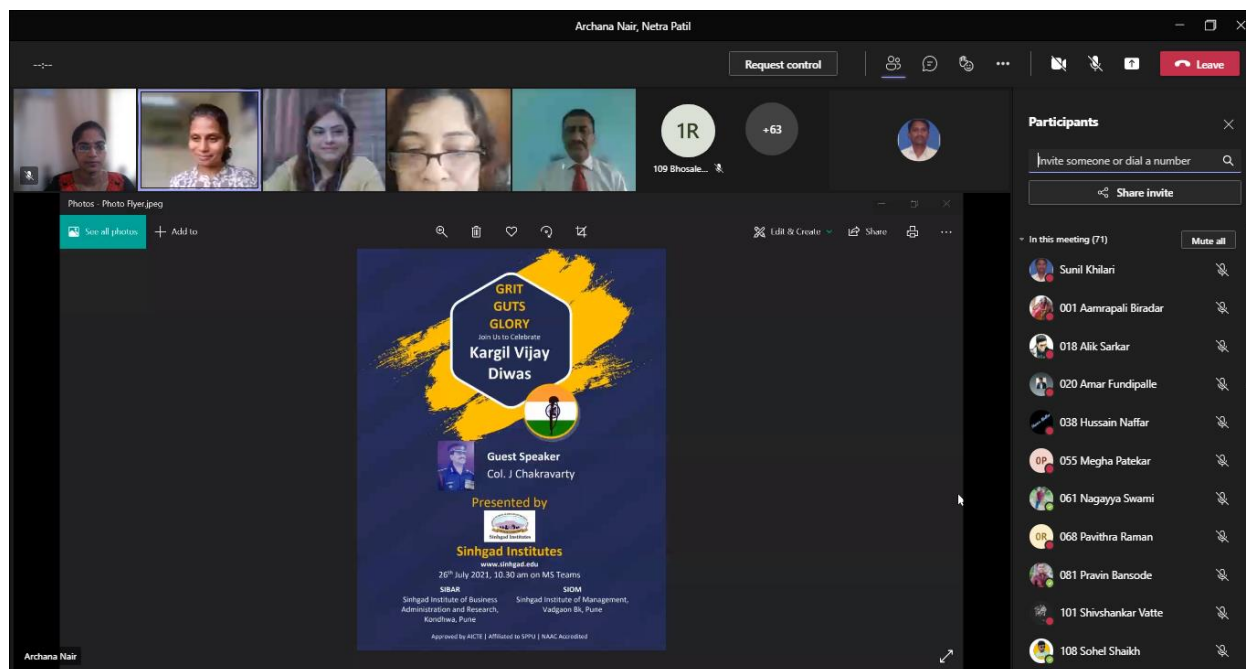 Archana Nair, Netra Patil
--:--
Request control
Leave
1R
109 Bhosale...
+63
Participants
Invite someone or dial a number
Share invite
In this meeting (71)
Mute all
Sunil Khilari
001 Aamrapali Biradar
018 Alik Sarkar
020 Amar Fundipalle
038 Hussain Naffar
OP
055 Megha Patekar
061 Nagayya Swami
OR
068 Pavithra Raman
081 Pravin Bansode
101 Shivshankar Vatte
108 Sohel Shaikh
Photos - Photo Flyer.jpeg
See all photos
Add to
Edit & Create
Share
GRIT
GUTS
GLORY
Join Us to Celebrate
Kargil Vijay
Diwas
Guest Speaker
Col. J Chakravarty
Presented by
Sinhgad Institutes
Sinhgad Institutes
www.sinhgad.edu
26th July 2021, 10.30 am on MS Teams
SIBAR
Sinhgad Institute of Business
Administration and Research,
Kondhwa, Pune
SIOM
Sinhgad Institute of Management,
Vadgaon Bk, Pune
Approved by AICTE | Affiliated to SPPU | NAAC Accredited
Archana Nair